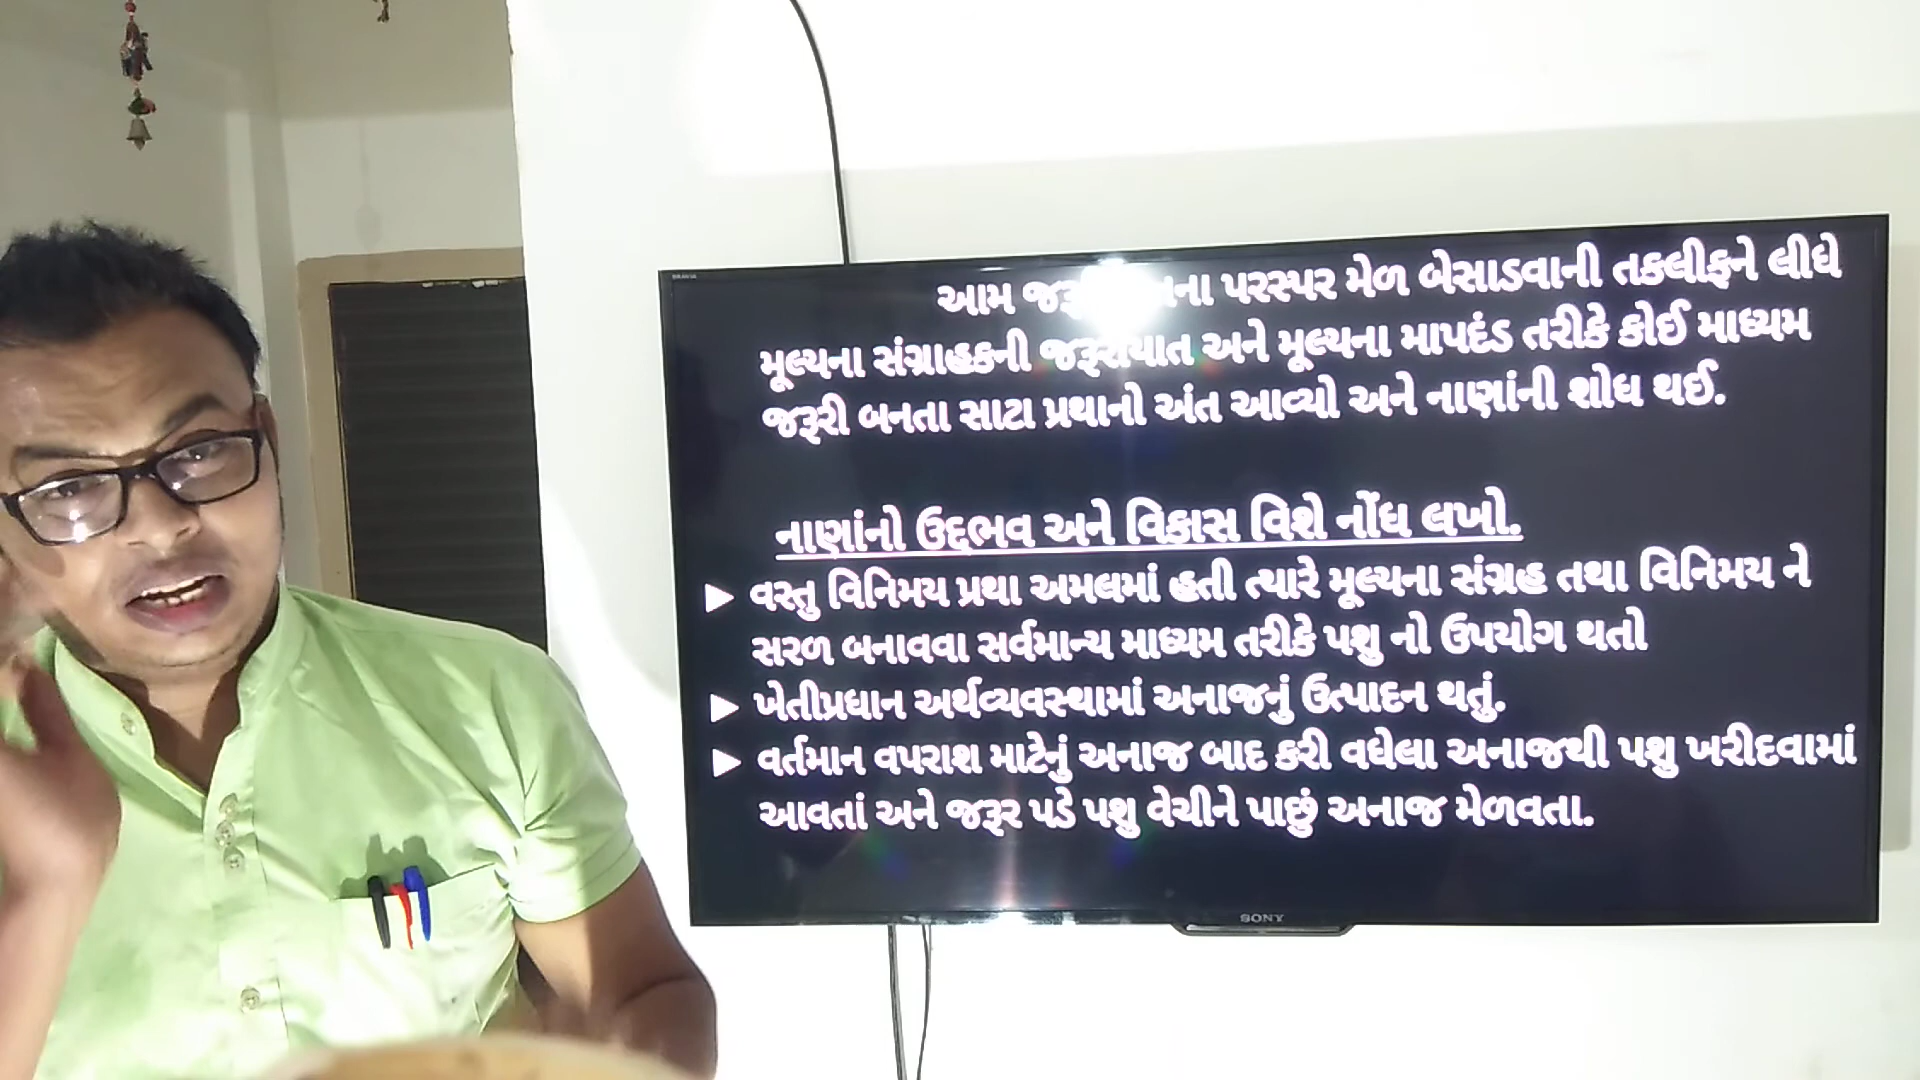 આમ પરસ્પર મેળ બેસાડવાની તકલીફને લીધે
મૂલ્યના સંગ્રાહકની જરૂરીયાત અને મૂલ્યના માપદંડ તરીકે કોઈ માધ્યમ
જરૂરી બનતા સાટા પ્રથાનો અંત આવ્યો અને નાણાંની શોધ થઈ.
નાણાંનો ઉદ્દભવ અને વિકાસ વિશે નોંધ લખો.
વસ્તુ વિનિમય પ્રથા અમલમાં હતી ત્યારે મૂલ્યના સંગ્રહ તથા વિનિમય ને
સરળ બનાવવા સર્વમાન્ય માધ્યમ તરીકે પશુ નો ઉપયોગ થતો
ખેતીપ્રધાન અર્થવ્યવસ્થામાં અનાજનું ઉત્પાદન થતું.
વર્તમાન વપરાશ માટેનું અનાજ બાદ કરી વધેલા અનાજથી પશુ ખરીદવામાં
આવતાં અને જરૂર પડે પશુ વેચીને પાછું અનાજ મેળવતા.
SONY